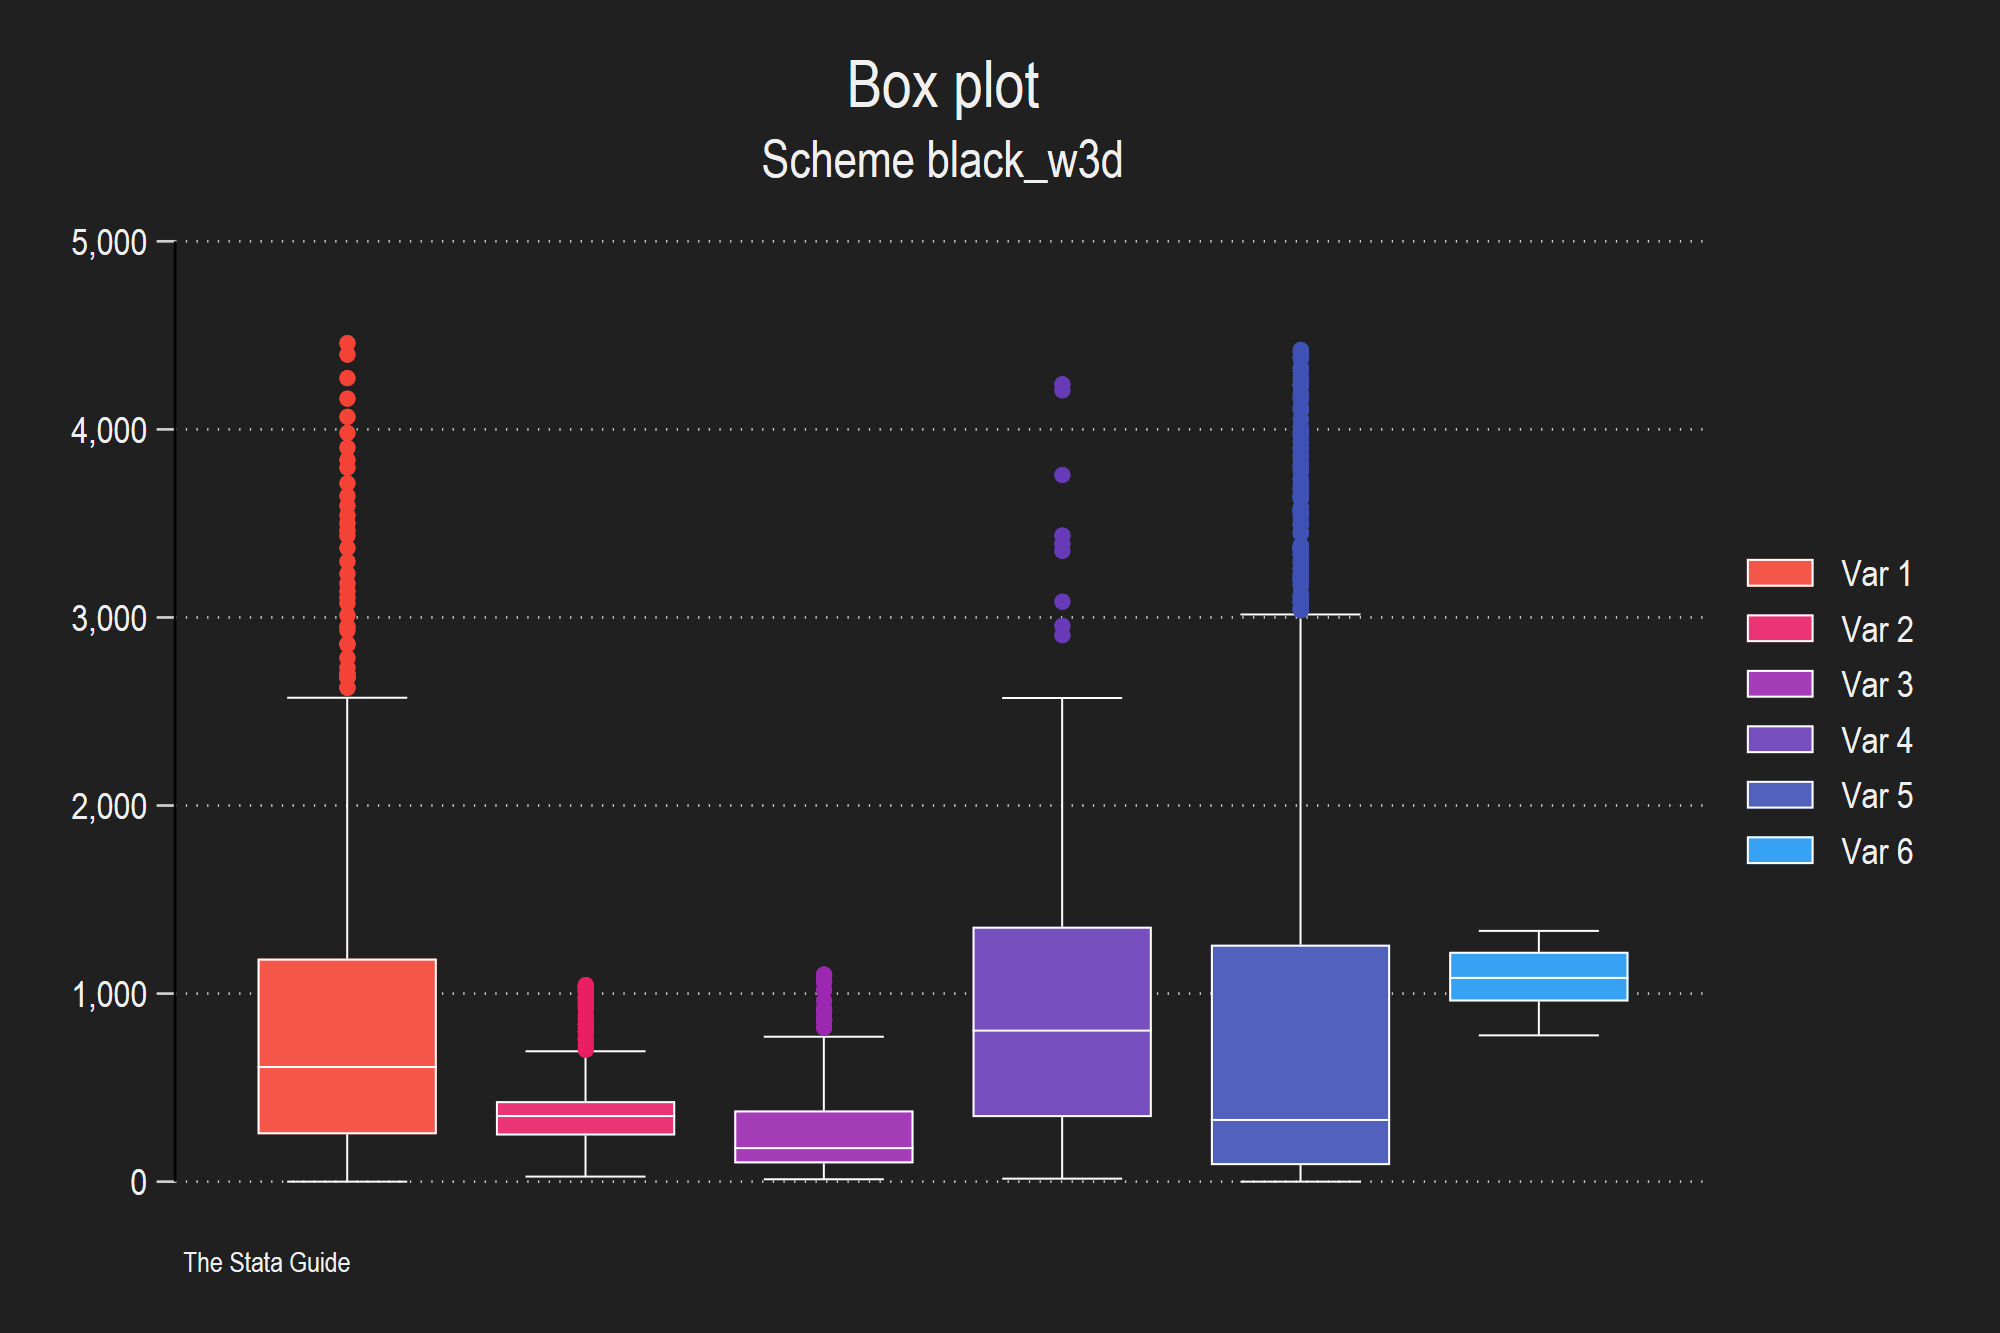 Box plot
Scheme black_w3d
5,000
4,000
3,000
2,000
1,000
0
Var 1
Var 2
Var 3
Var 4
Var 5
Var 6
The Stata Guide